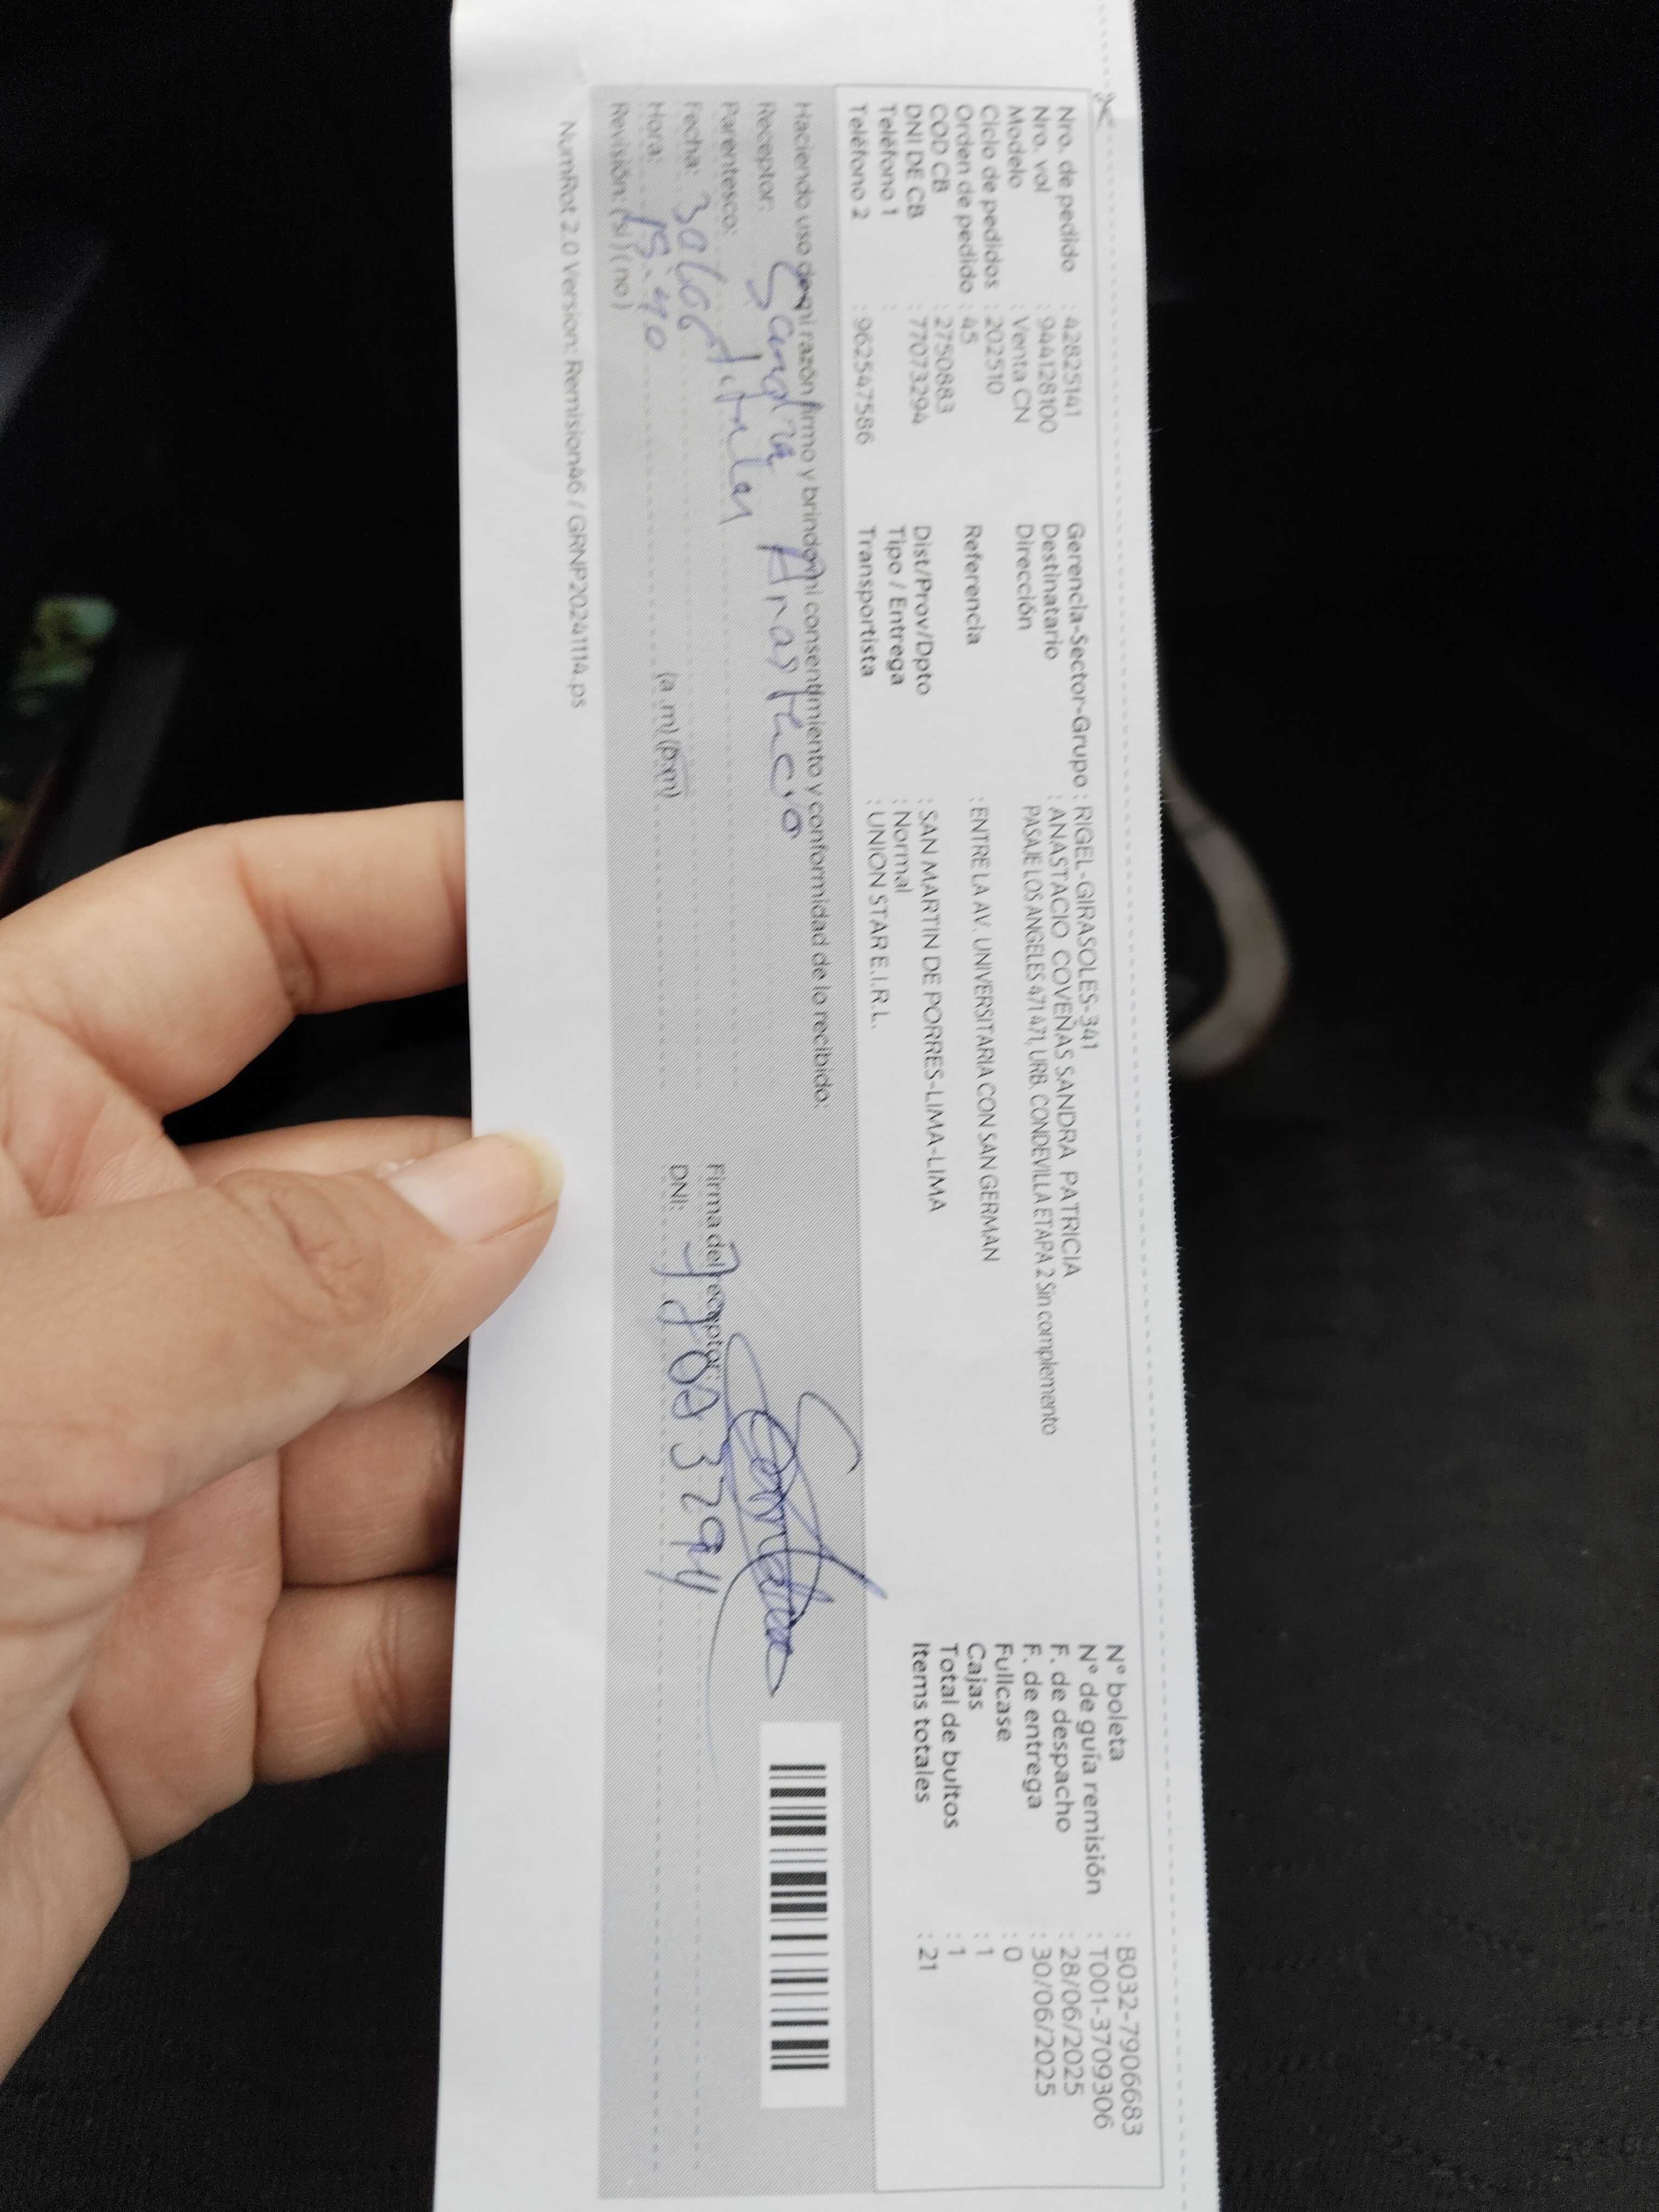 Nro. de pedido : 42825141
Nro. vol : 944128100
Modelo : Venta CN
Ciclo de pedidos : 202510
Orden de pedido : 45
COD CB : 2750883
DNI DE CB : 77073294
Teléfono 1 :
Teléfono 2 : 962547586
Gerencia-Sector-Grupo : RIGEL-GIRASOLES-341
Destinatario : ANASTACIO COVEÑAS SANDRA PATRICIA
Dirección : PASAJE LOS ANGELES 471 471, URB. CONDEVILLA ETAPA 2 Sin complemento
Referencia : ENTRE LA AV. UNIVERSITARIA CON SAN GERMAN
Dist/Prov/Dpto : SAN MARTIN DE PORRES-LIMA-LIMA
Tipo / Entrega : Normal
Transportista : UNION STAR E.I.R.L.
N° boleta : B032-7906683
N° de guía remisión : T001-3709306
F. de despacho : 28/06/2025
F. de entrega : 30/06/2025
Fullcase : 0
Cajas : 1
Total de bultos : 1
Items totales : 21
Haciendo uso de mi razón firmo y brindo mi consentimiento y conformidad de lo recibido:
Receptor: Sandra Anastacio
Parentesco: titular
Fecha: 30/06
Hora: (a.m) (p.m)
Revisión: (si) (no)
Firma del receptor:
DNI: 77073294
NumRot 2.0 Version: Remision46 / GRNP20241114.ps